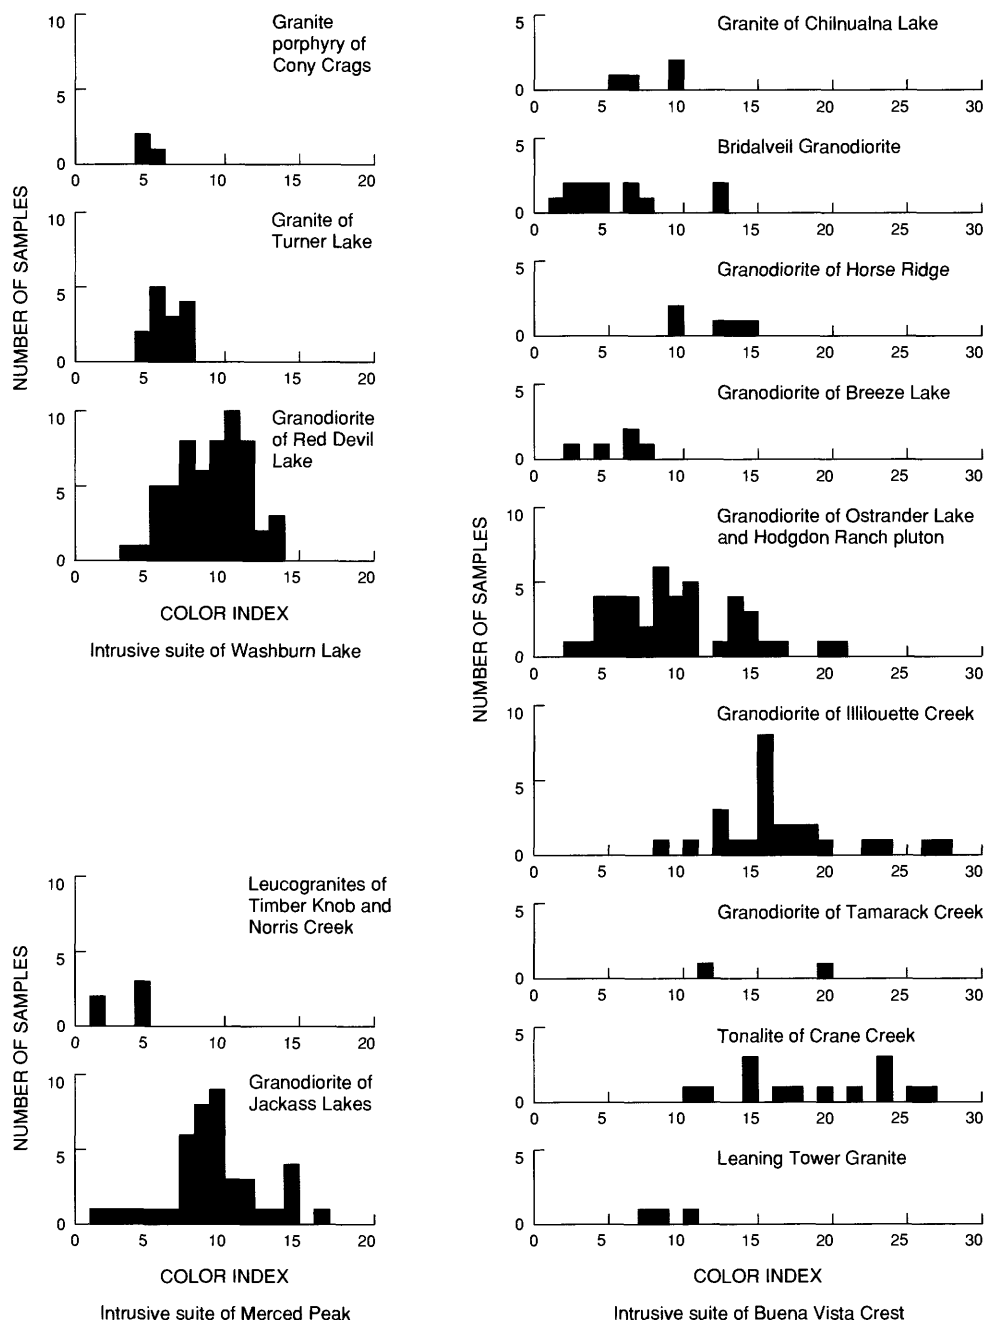 10
5
0
0 5 10 15 20
Granite
porphyry of
Cony Crags
10
5
0
0 5 10 15 20
Granite of
Turner Lake
10
5
0
0 5 10 15 20
Granodiorite
of Red Devil
Lake
NUMBER OF SAMPLES
COLOR INDEX
Intrusive suite of Washburn Lake
10
5
0
0 5 10 15 20
Leucogranites of
Timber Knob and
Norris Creek
10
5
0
0 5 10 15 20
Granodiorite of
Jackass Lakes
NUMBER OF SAMPLES
COLOR INDEX
Intrusive suite of Merced Peak
5
0
0 5 10 15 20 25 30
Granite of Chilnualna Lake
5
0
0 5 10 15 20 25 30
Bridalveil Granodiorite
5
0
0 5 10 15 20 25 30
Granodiorite of Horse Ridge
5
0
0 5 10 15 20 25 30
Granodiorite of Breeze Lake
10
5
0
0 5 10 15 20 25 30
Granodiorite of Ostrander Lake
and Hodgdon Ranch pluton
10
5
0
0 5 10 15 20 25 30
Granodiorite of Illilouette Creek
5
0
0 5 10 15 20 25 30
Granodiorite of Tamarack Creek
5
0
0 5 10 15 20 25 30
Tonalite of Crane Creek
5
0
0 5 10 15 20 25 30
Leaning Tower Granite
NUMBER OF SAMPLES
COLOR INDEX
Intrusive suite of Buena Vista Crest